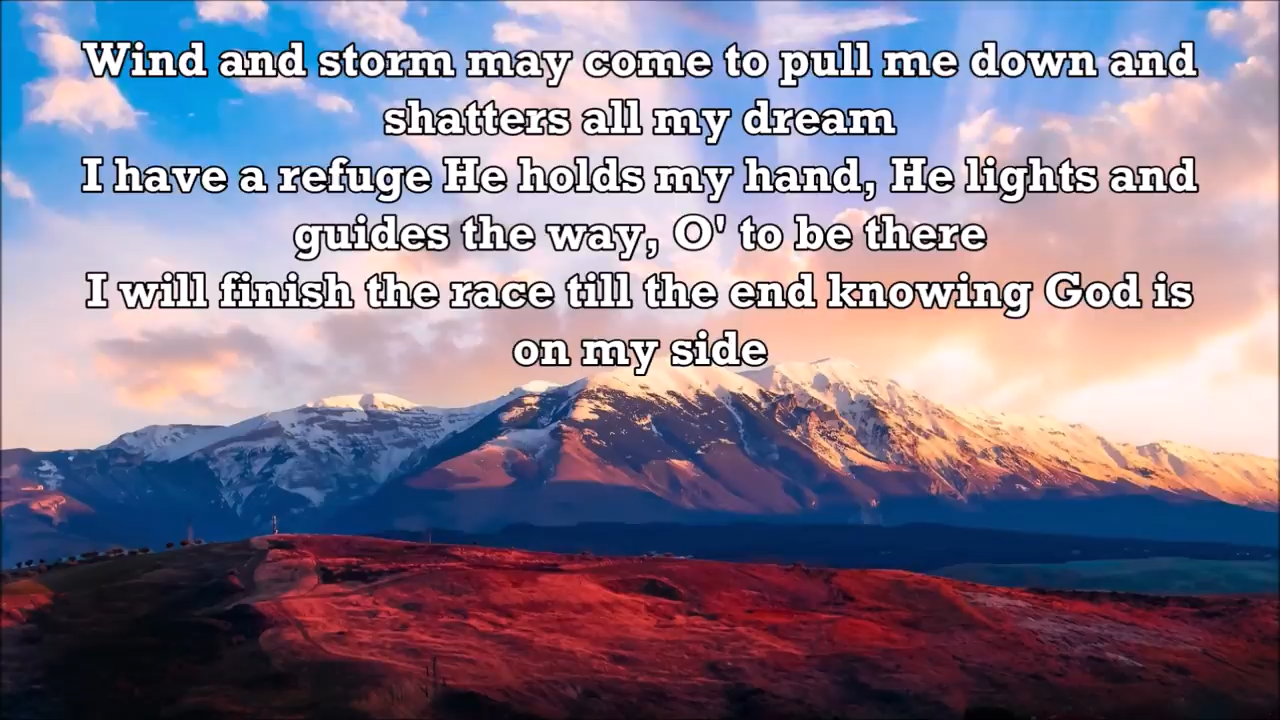 Wind and storm may come to pull me down and
shatters all my dream
I have a refuge He holds my hand, He lights and
guides the way, O' to be there
I will finish the race till the end knowing God is
on my side